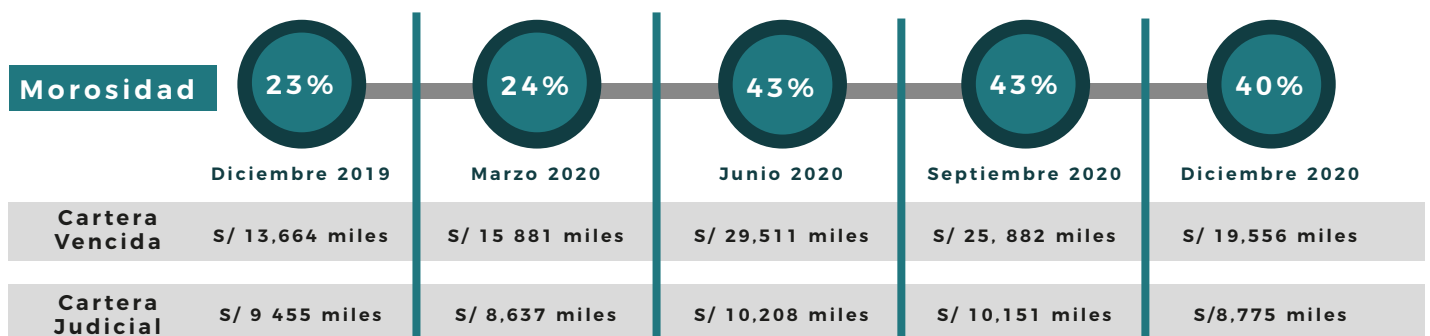 Morosidad
23%
24%
43%
43%
40%
Diciembre 2019
Marzo 2020
Junio 2020
Septiembre 2020
Diciembre 2020
Cartera
Vencida
S/ 13,664 miles
S/ 15 881 miles
S/ 29,511 miles
S/ 25, 882 miles
S/ 19,556 miles
Cartera
Judicial
S/ 9 455 miles
S/ 8,637 miles
S/ 10,208 miles
S/ 10,151 miles
S/8,775 miles